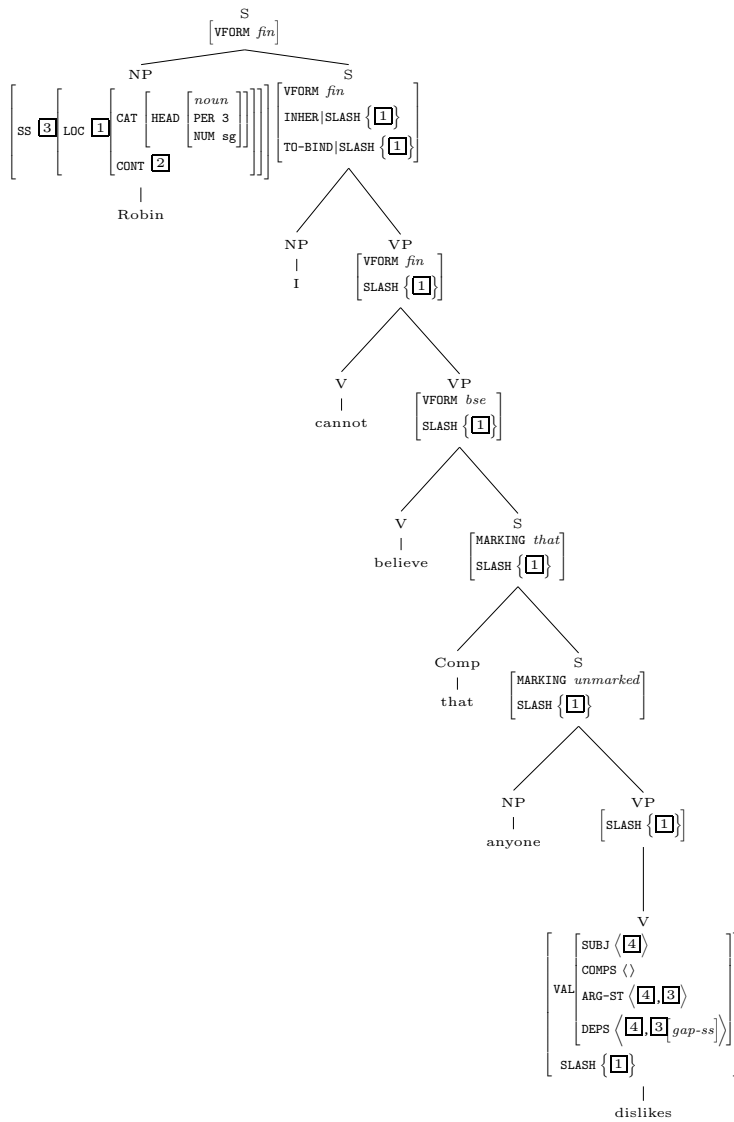 S
[VFORM fin]
NP S
[SS [3] [LOC [1] [CAT [HEAD [noun
PER 3
NUM sg]]
CONT [2]]]]
[VFORM fin
INHER|SLASH {[1]}
TO-BIND|SLASH {[1]}]
Robin
NP VP
I
[VFORM fin
SLASH {[1]}]
V VP
cannot
[VFORM bse
SLASH {[1]}]
V S
believe
[MARKING that
SLASH {[1]}]
Comp S
that
[MARKING unmarked
SLASH {[1]}]
NP VP
anyone
[SLASH {[1]}]
V
[VAL [SUBJ ⟨[4]⟩
COMPS ⟨⟩
ARG-ST ⟨[4],[3]⟩
DEPS ⟨[4],[3][gap-ss]⟩]
SLASH {[1]}]
dislikes